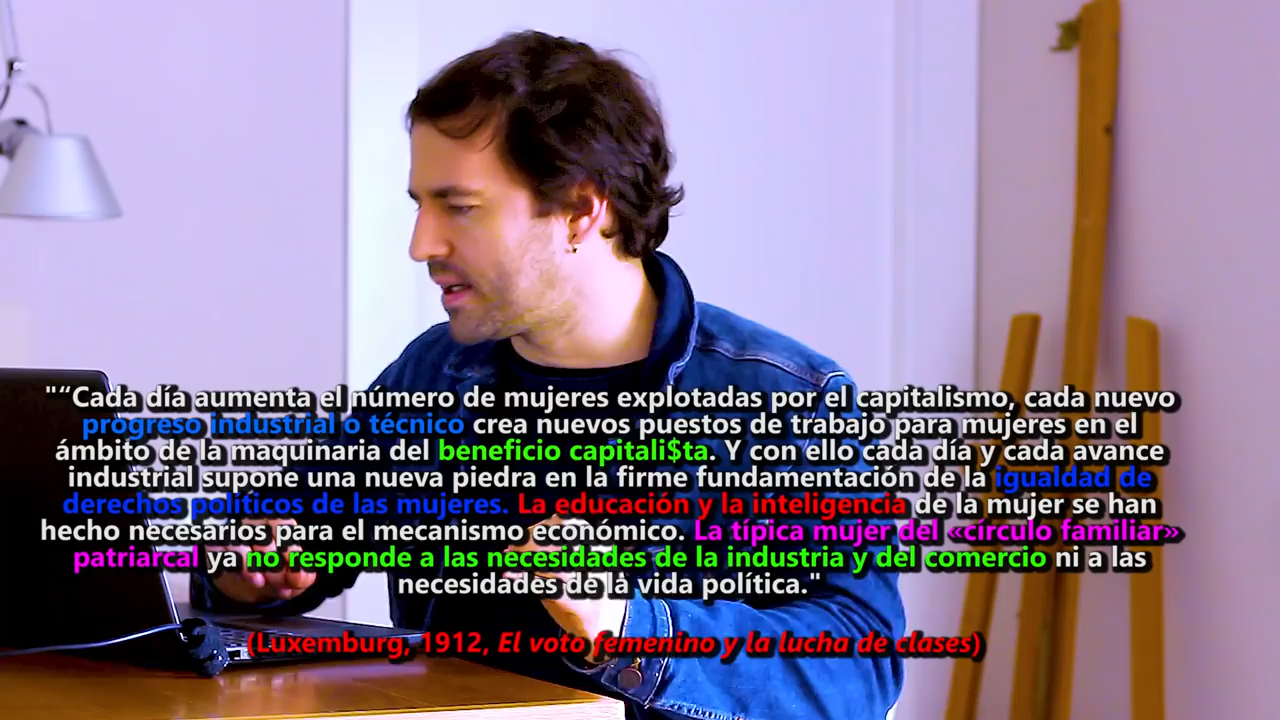 "“Cada día aumenta el número de mujeres explotadas por el capitalismo, cada nuevo
progreso industrial o técnico crea nuevos puestos de trabajo para mujeres en el
ámbito de la maquinaria del beneficio capitali$ta. Y con ello cada día y cada avance
industrial supone una nueva piedra en la firme fundamentación de la igualdad de
derechos políticos de las mujeres. La educación y la inteligencia de la mujer se han
hecho necesarios para el mecanismo económico. La típica mujer del «círculo familiar»
patriarcal ya no responde a las necesidades de la industria y del comercio ni a las
necesidades de la vida política."
(Luxemburg, 1912, El voto femenino y la lucha de clases)